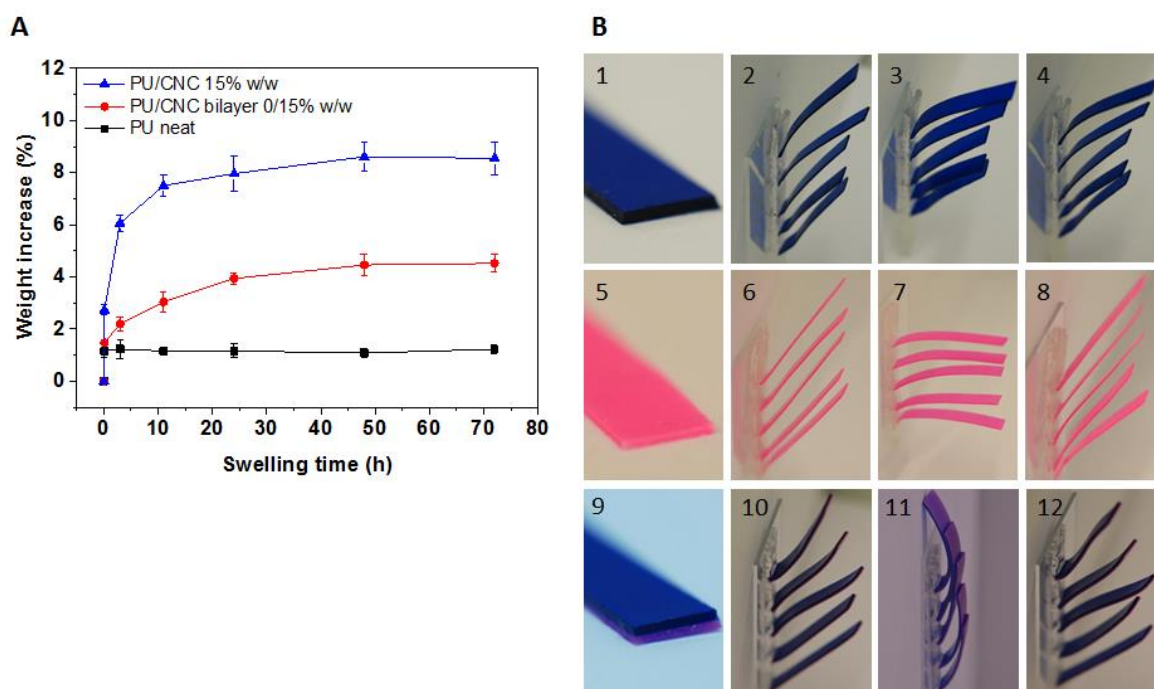 A
B
12
10
8
6
4
2
0
Weight increase (%)
PU/CNC 15% w/w
PU/CNC bilayer 0/15% w/w
PU neat
0 10 20 30 40 50 60 70 80
Swelling time (h)
1 2 3 4
5 6 7 8
9 10 11 12